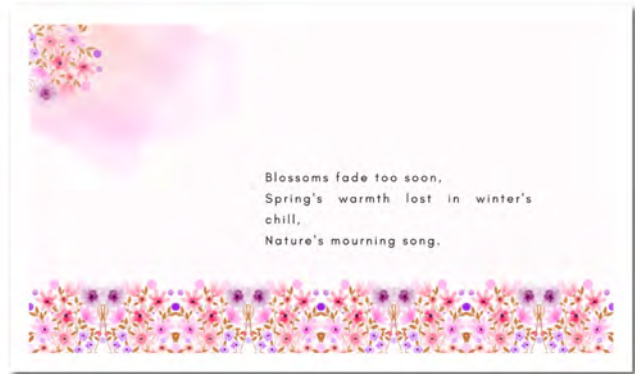 Blossoms fade too soon,
Spring's warmth lost in winter's
chill,
Nature's mourning song.